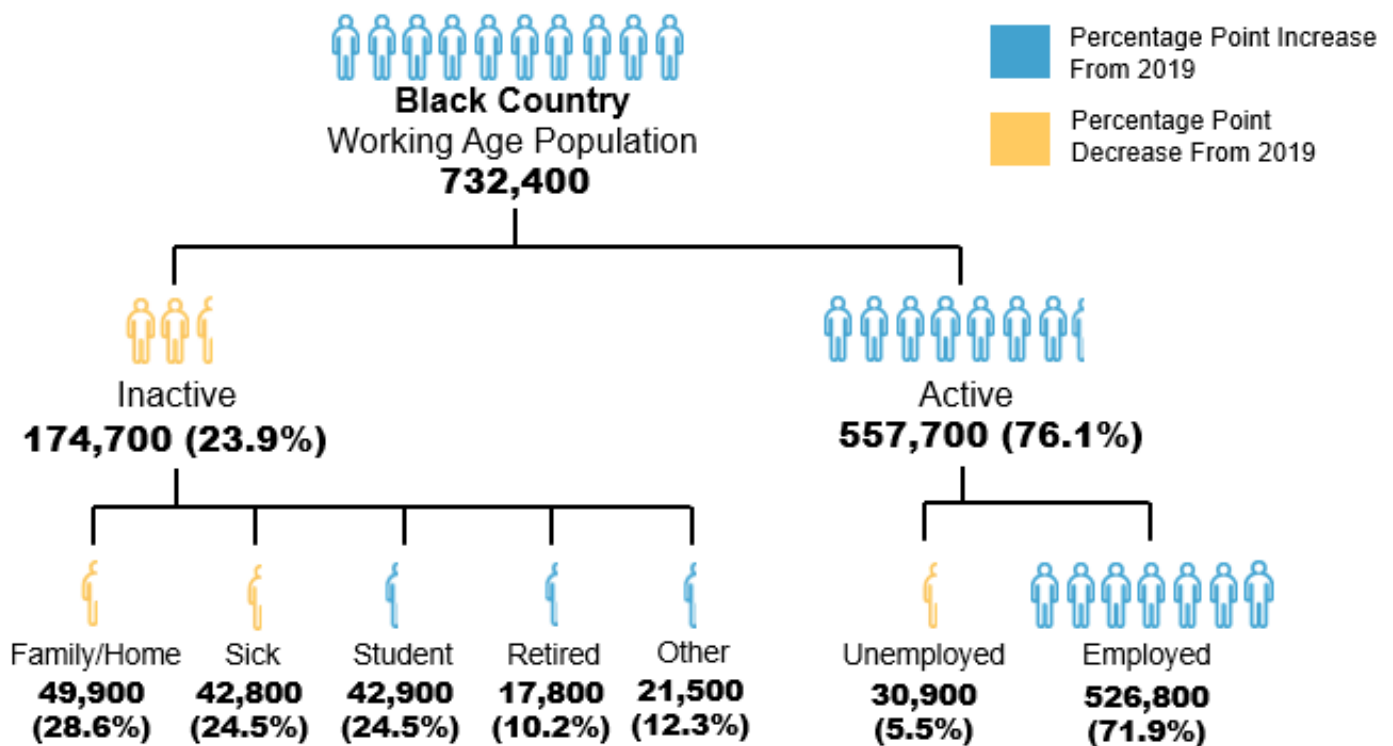 Black Country
Working Age Population
732,400
Percentage Point Increase
From 2019
Percentage Point
Decrease From 2019
Inactive
174,700 (23.9%)
Active
557,700 (76.1%)
Family/Home
49,900
(28.6%)
Sick
42,800
(24.5%)
Student
42,900
(24.5%)
Retired
17,800
(10.2%)
Other
21,500
(12.3%)
Unemployed
30,900
(5.5%)
Employed
526,800
(71.9%)